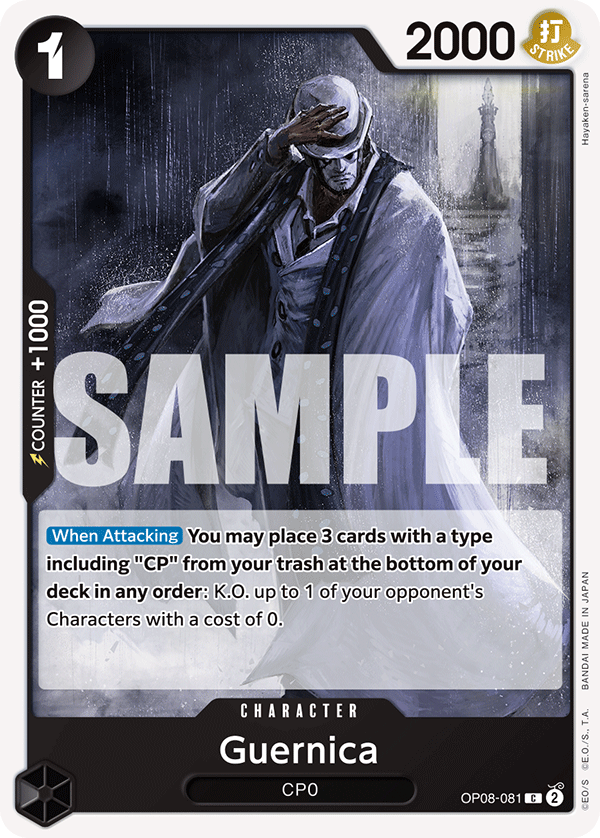 1
2000
打
STRIKE
Hayaken-sarena
COUNTER +1000
SAMPLE
When Attacking You may place 3 cards with a type
including "CP" from your trash at the bottom of your
deck in any order: K.O. up to 1 of your opponent's
Characters with a cost of 0.
CHARACTER
Guernica
CP0
OP08-081 C 2
©EO/S ©E.O./S., T.A. BANDAI MADE IN JAPAN